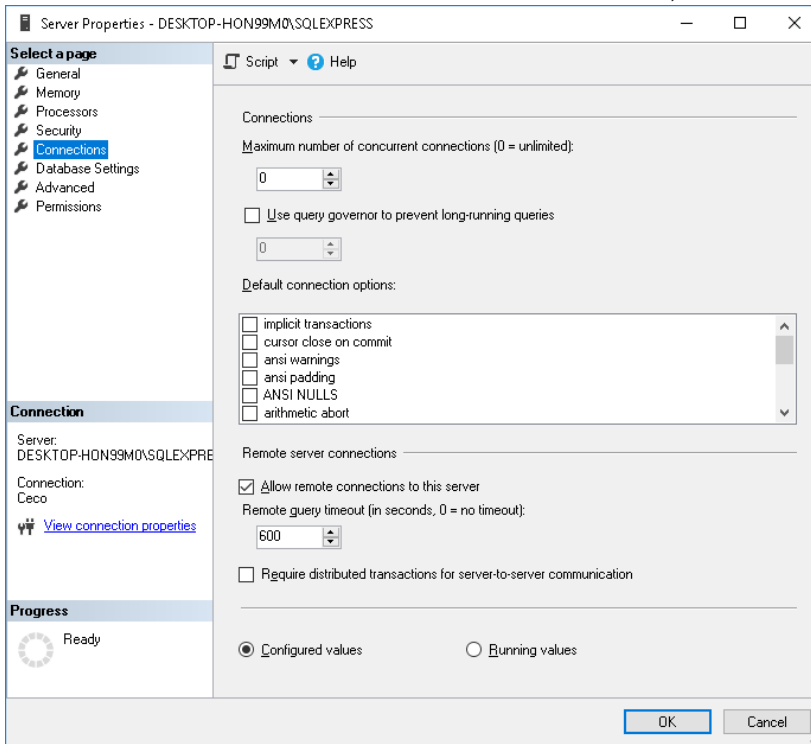 Server Properties - DESKTOP-HON99M0\SQLEXPRESS
Select a page
General
Memory
Processors
Security
Connections
Database Settings
Advanced
Permissions
Connection
Server:
DESKTOP-HON99M0\SQLEXPRE
Connection:
Ceco
View connection properties
Progress
Ready
Script
Help
Connections
Maximum number of concurrent connections (0 = unlimited):
0
Use query governor to prevent long-running queries
0
Default connection options:
implicit transactions
cursor close on commit
ansi warnings
ansi padding
ANSI NULLS
arithmetic abort
Remote server connections
Allow remote connections to this server
Remote query timeout (in seconds, 0 = no timeout):
600
Require distributed transactions for server-to-server communication
Configured values
Running values
OK
Cancel